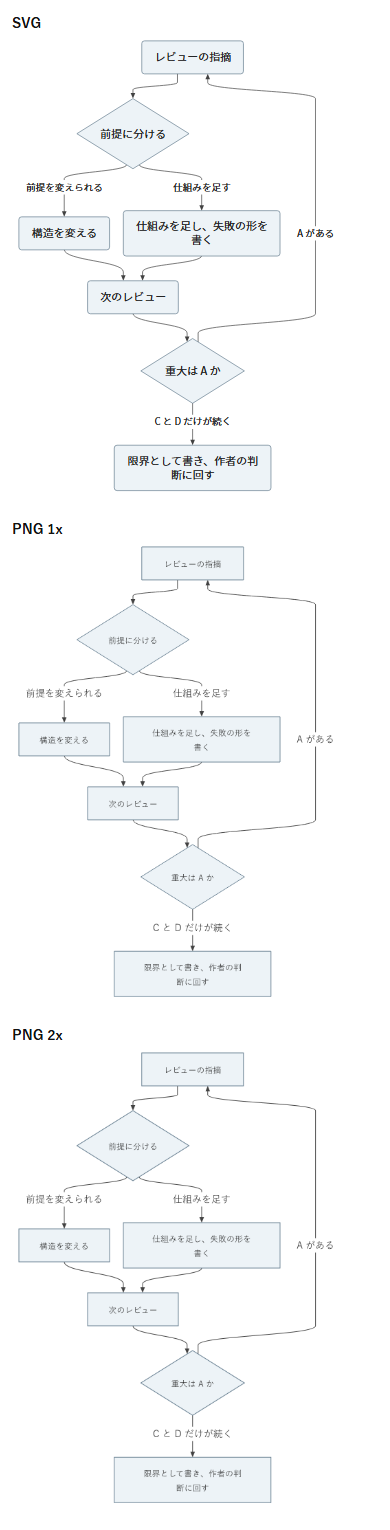 SVG
レビューの指摘
前提に分ける
前提を変えられる
仕組みを足す
構造を変える
仕組みを足し、失敗の形を
書く
A がある
次のレビュー
重大は A か
C と D だけが続く
限界として書き、作者の判
断に回す
PNG 1x
レビューの指摘
前提に分ける
前提を変えられる
仕組みを足す
構造を変える
仕組みを足し、失敗の形を
書く
A がある
次のレビュー
重大は A か
C と D だけが続く
限界として書き、作者の判
断に回す
PNG 2x
レビューの指摘
前提に分ける
前提を変えられる
仕組みを足す
構造を変える
仕組みを足し、失敗の形を
書く
A がある
次のレビュー
重大は A か
C と D だけが続く
限界として書き、作者の判
断に回す